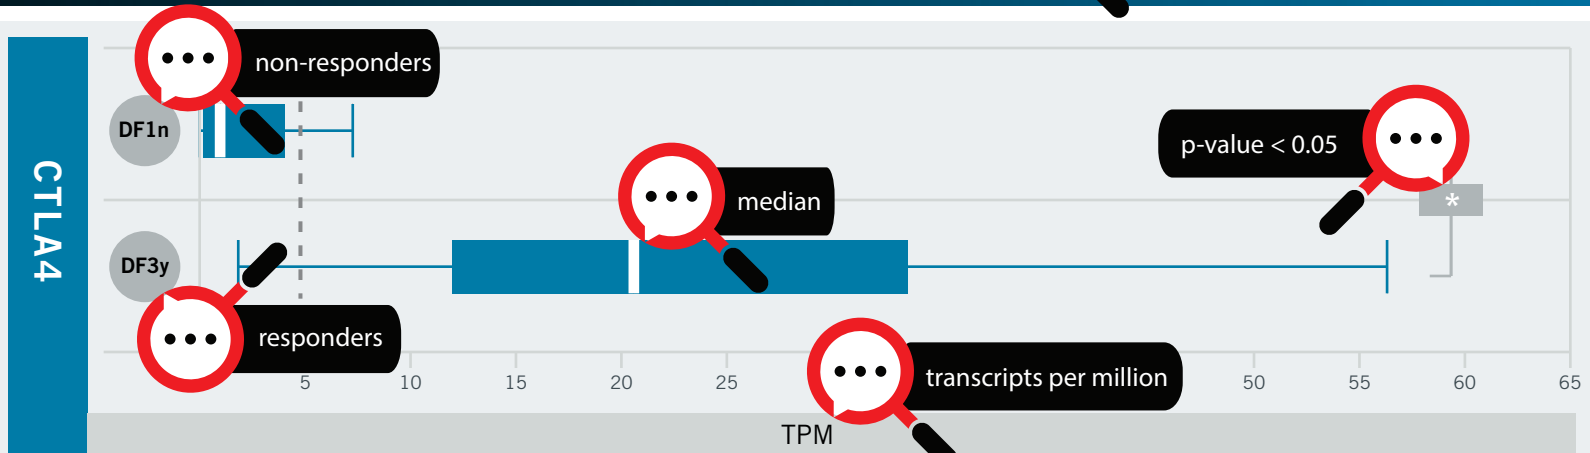 non-responders
DF1n
p-value < 0.05
CTLA4
median
*
DF3y
responders
transcripts per million
5 10 15 20 25 50 55 60 65
TPM